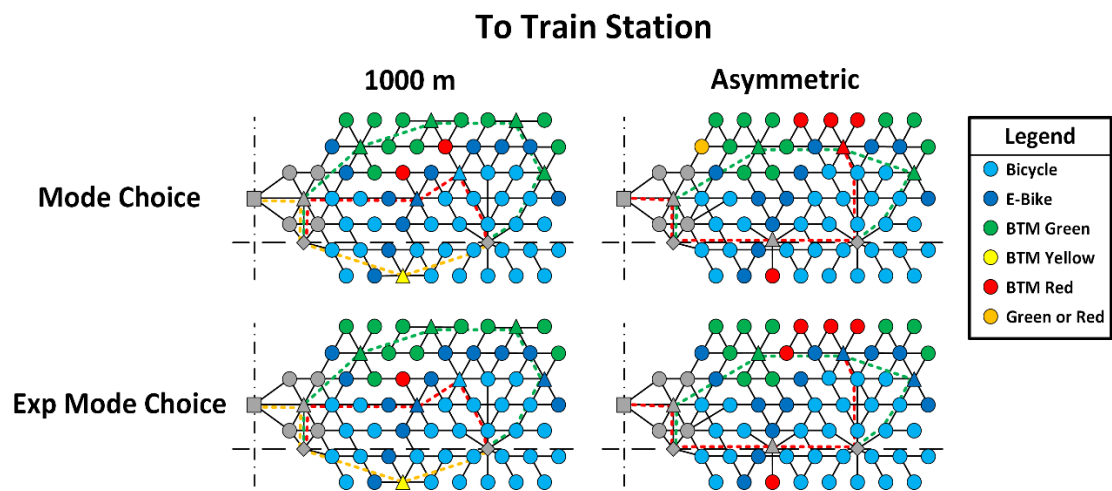 To Train Station
1000 m
Asymmetric
Mode Choice
Exp Mode Choice
Legend
Bicycle
E-Bike
BTM Green
BTM Yellow
BTM Red
Green or Red